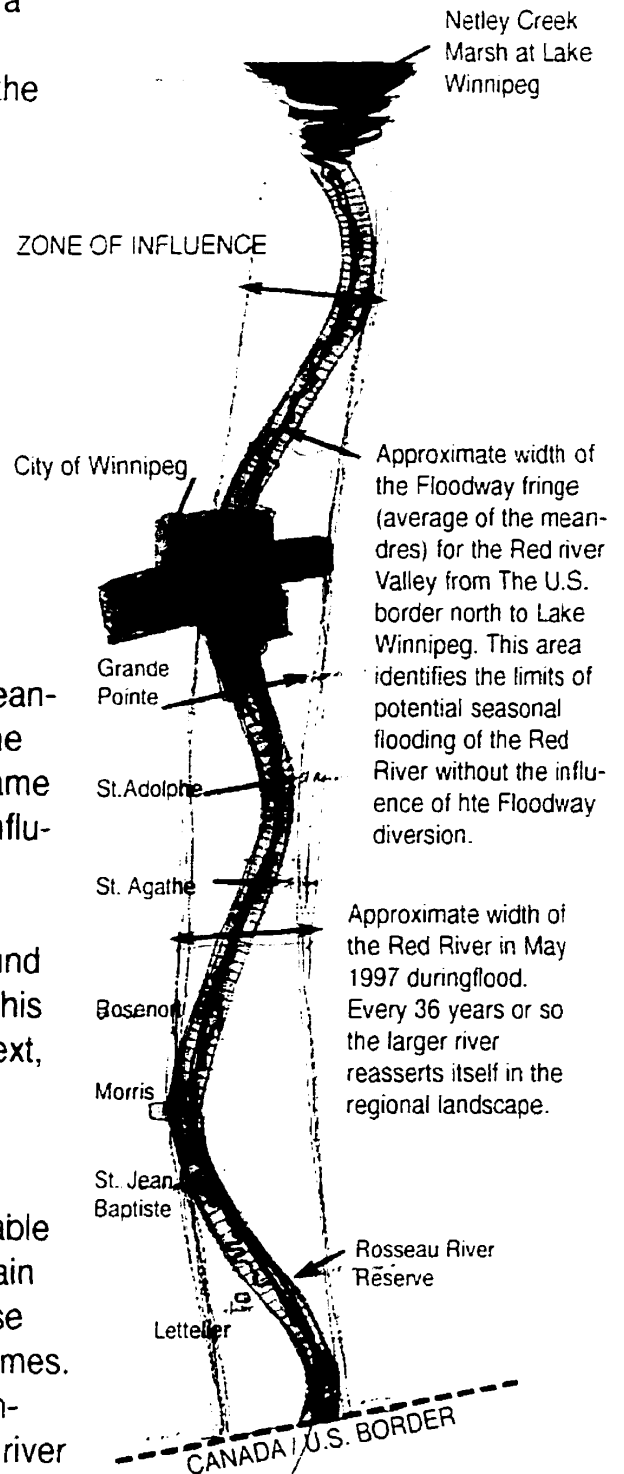 a
the
Netley Creek
Marsh at Lake
Winnipeg
ZONE OF INFLUENCE
City of Winnipeg
Approximate width of
the Floodway fringe
(average of the mean-
dres) for the Red river
Valley from The U.S.
border north to Lake
Winnipeg. This area
identifies the limits of
potential seasonal
flooding of the Red
River without the influ-
ence of hte Floodway
diversion.
Grande
Pointe
St.Adolphe
St. Agathe
Approximate width of
the Red River in May
1997 duringflood.
Every 36 years or so
the larger river
reasserts itself in the
regional landscape.
Rosenort
Morris
St. Jean
Baptiste
Rosseau River
Reserve
Lettelier
CANADA / U.S. BORDER
ean-
ne
ame
nflu-
und
his
ext,
able
ain
se
mes.
n-
river